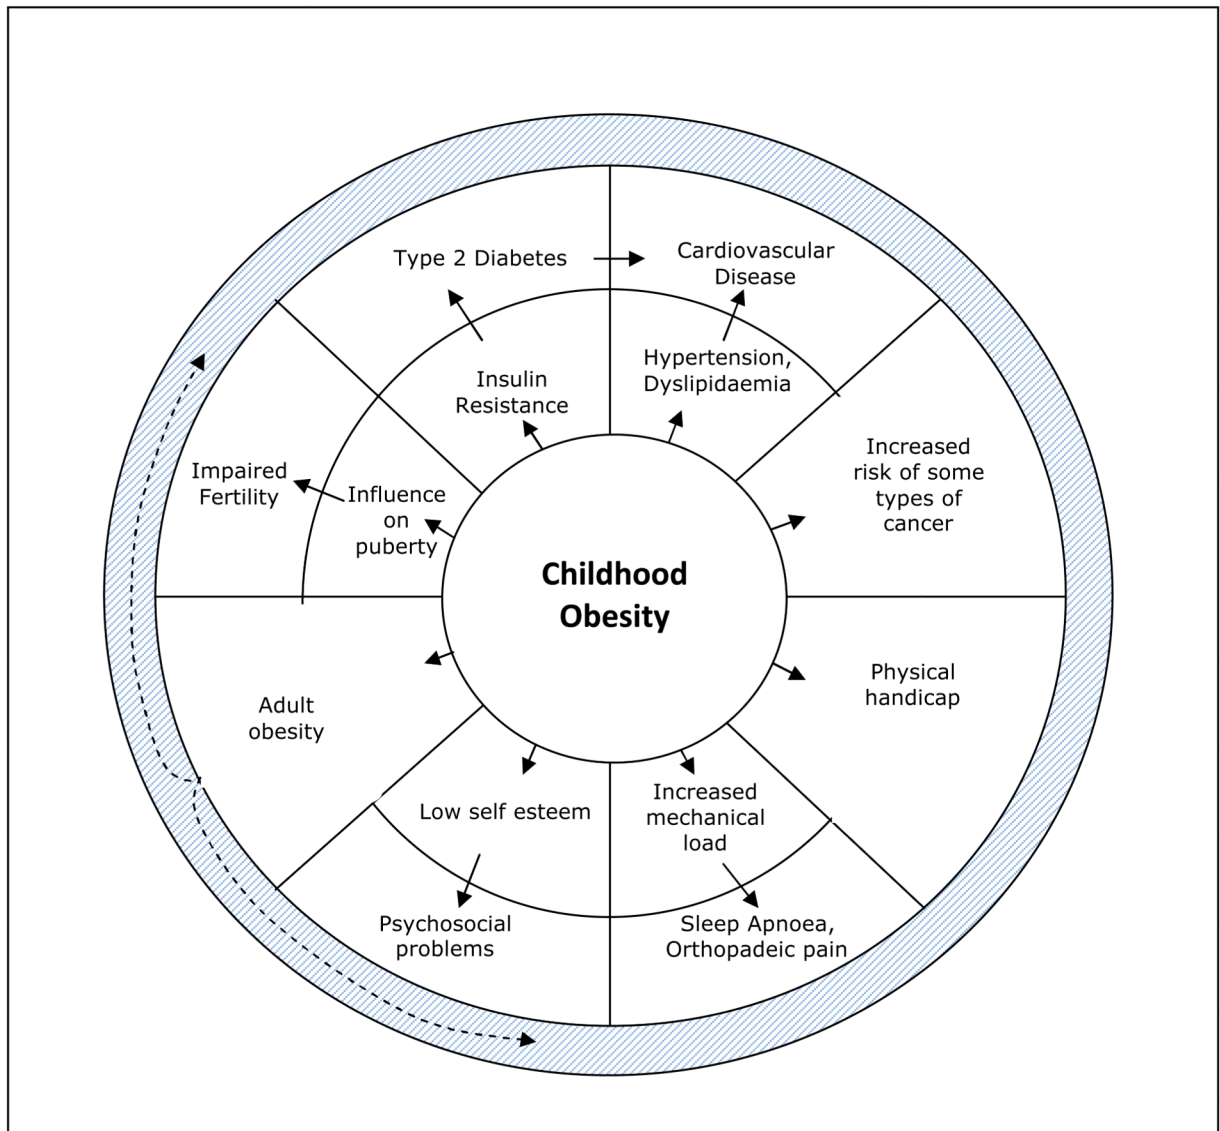 Type 2 Diabetes
Cardiovascular
Disease
Insulin
Resistance
Hypertension,
Dyslipidaemia
Impaired
Fertility
Influence
on
puberty
Increased
risk of some
types of
cancer
Childhood
Obesity
Adult
obesity
Physical
handicap
Low self esteem
Increased
mechanical
load
Psychosocial
problems
Sleep Apnoea,
Orthopadeic pain